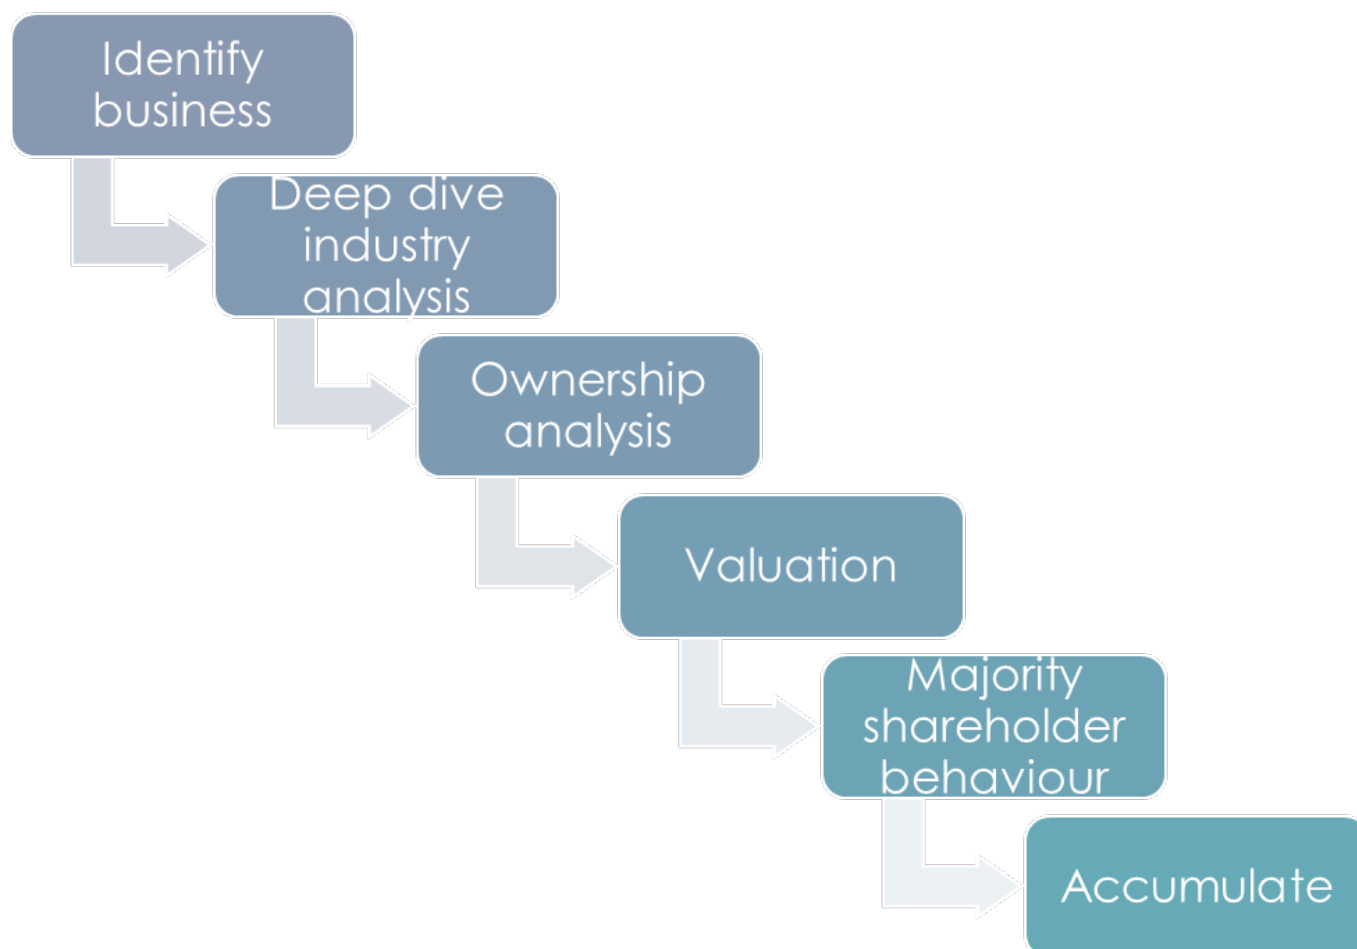 Identify
business
Deep dive
industry
analysis
Ownership
analysis
Valuation
Majority
shareholder
behaviour
Accumulate